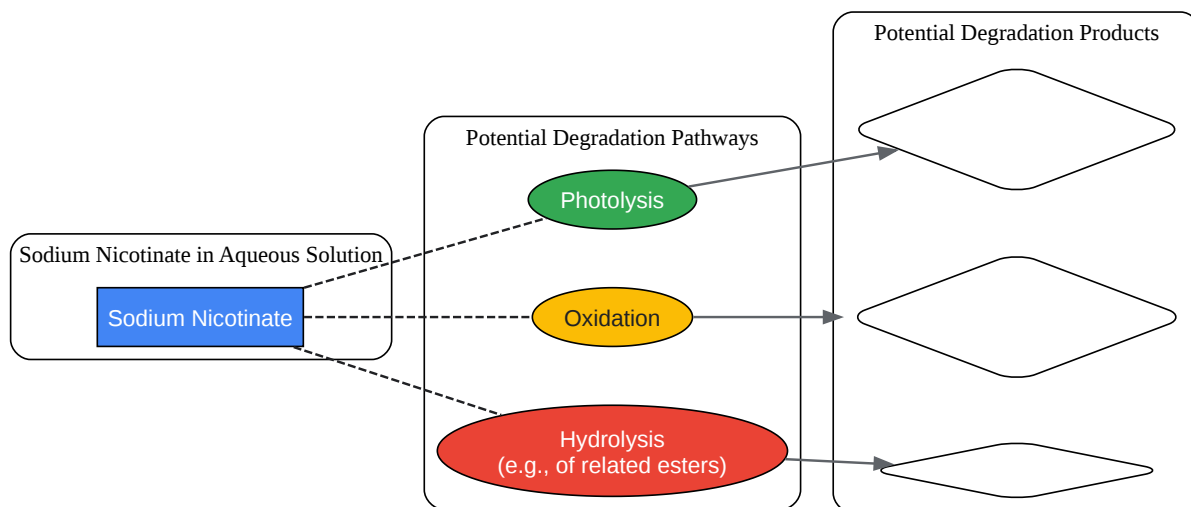 Sodium Nicotinate in Aqueous Solution
Sodium Nicotinate
Potential Degradation Pathways
Photolysis
Oxidation
Hydrolysis
(e.g., of related esters)
Potential Degradation Products